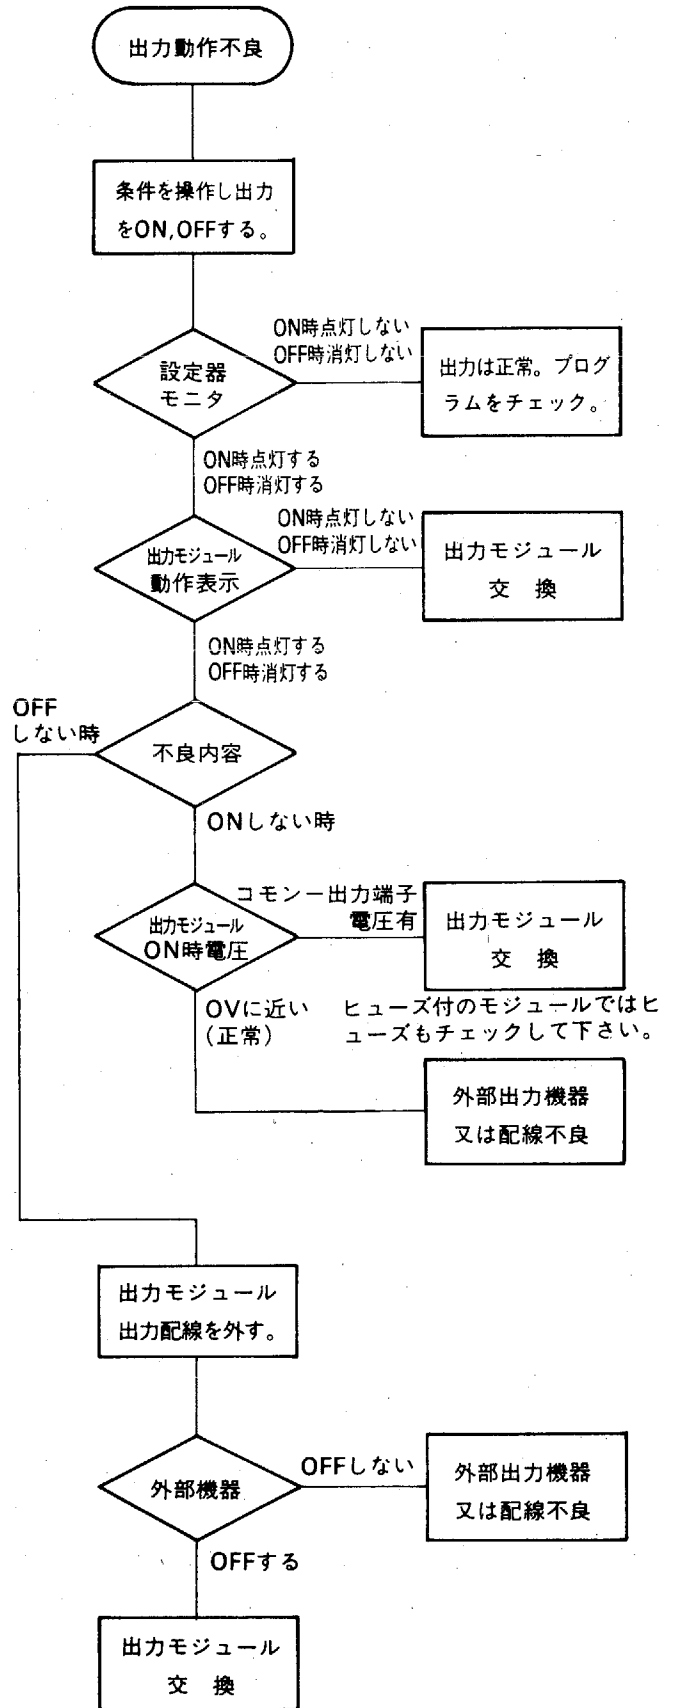 出力動作不良
条件を操作し出力
をON,OFFする。
設定器
モニタ
ON時点灯しない
OFF時消灯しない
出力は正常。プログ
ラムをチェック。
ON時点灯する
OFF時消灯する
出力モジュール
動作表示
ON時点灯しない
OFF時消灯しない
出力モジュール
交 換
ON時点灯する
OFF時消灯する
OFF
しない時
不良内容
ONしない時
出力モジュール
ON時電圧
コモンー出力端子
電圧有
出力モジュール
交 換
OVに近い
(正常)
ヒューズ付のモジュールではヒ
ューズもチェックして下さい。
外部出力機器
又は配線不良
出力モジュール
出力配線を外す。
外部機器
OFFしない
外部出力機器
又は配線不良
OFFする
出力モジュール
交 換